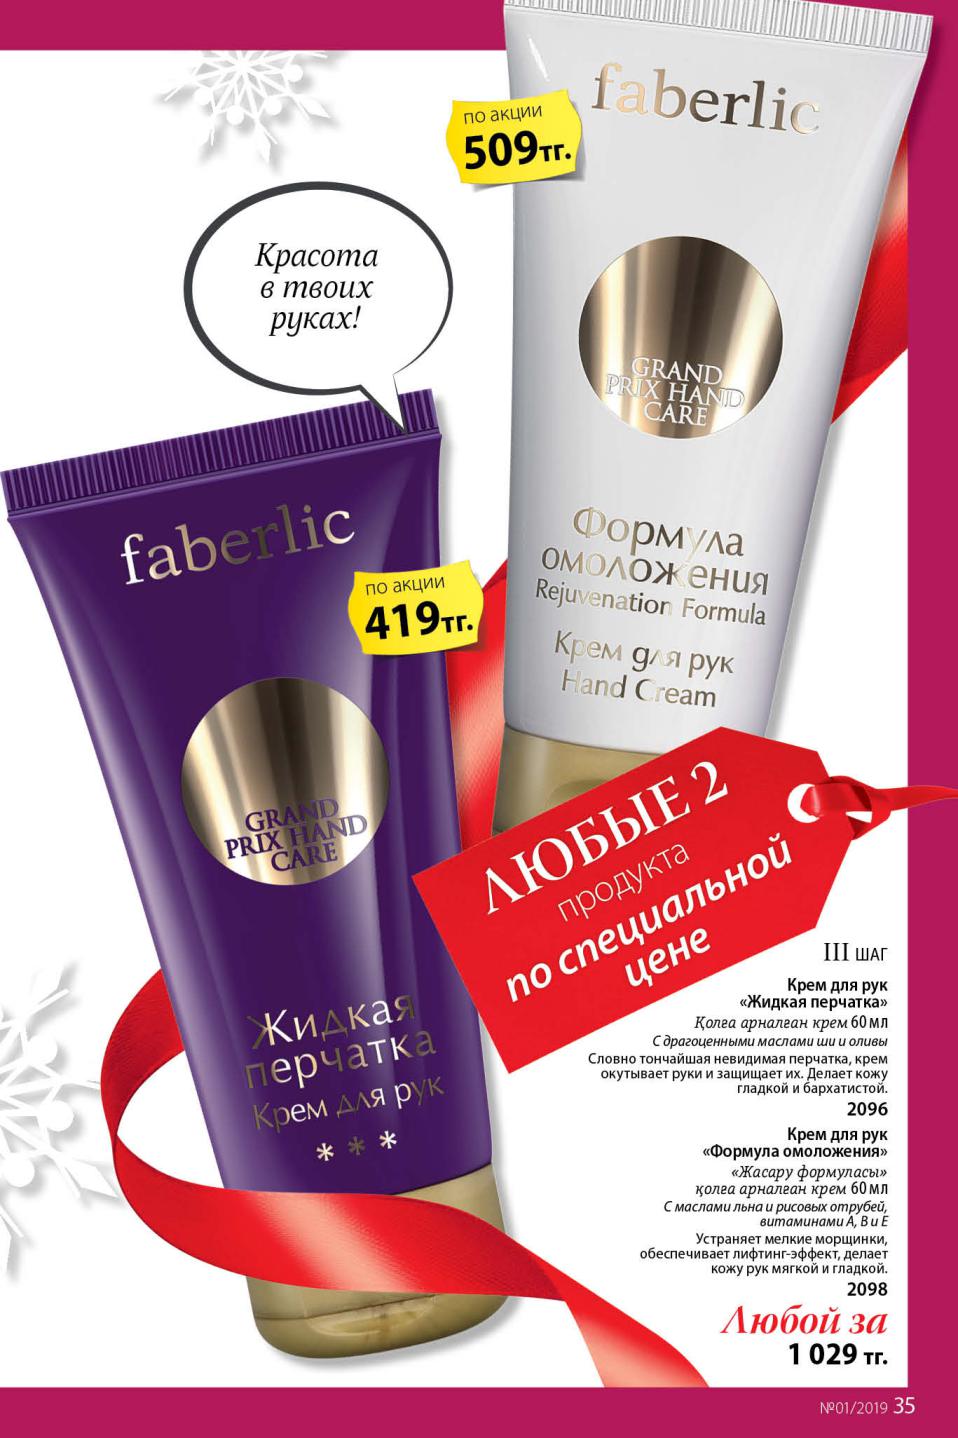 faberlic
по акции
509тг.
Красота
в твоих
руках!
GRAND
PRIX HAND
CARE
Формула
омоложения
Rejuvenation Formula
Крем для рук
Hand Cream
faberlic
по акции
419тг.
GRAND
PRIX HAND
CARE
Жидкая
перчатка
Крем для рук
***
ЛЮБЫЕ 2
продукта
по специальной
цене
III ШАГ
Крем для рук
«Жидкая перчатка»
Қолға арналған крем 60 мл
С драгоценными маслами ши и оливы
Словно тончайшая невидимая перчатка, крем
окутывает руки и защищает их. Делает кожу
гладкой и бархатистой.
2096
Крем для рук
«Формула омоложения»
«Жасару формуласы»
қолға арналған крем 60 мл
С маслами льна и рисовых отрубей,
витаминами А, В и Е
Устраняет мелкие морщинки,
обеспечивает лифтинг-эффект, делает
кожу рук мягкой и гладкой.
2098
Любой за
1 029 тг.
№01/2019 35